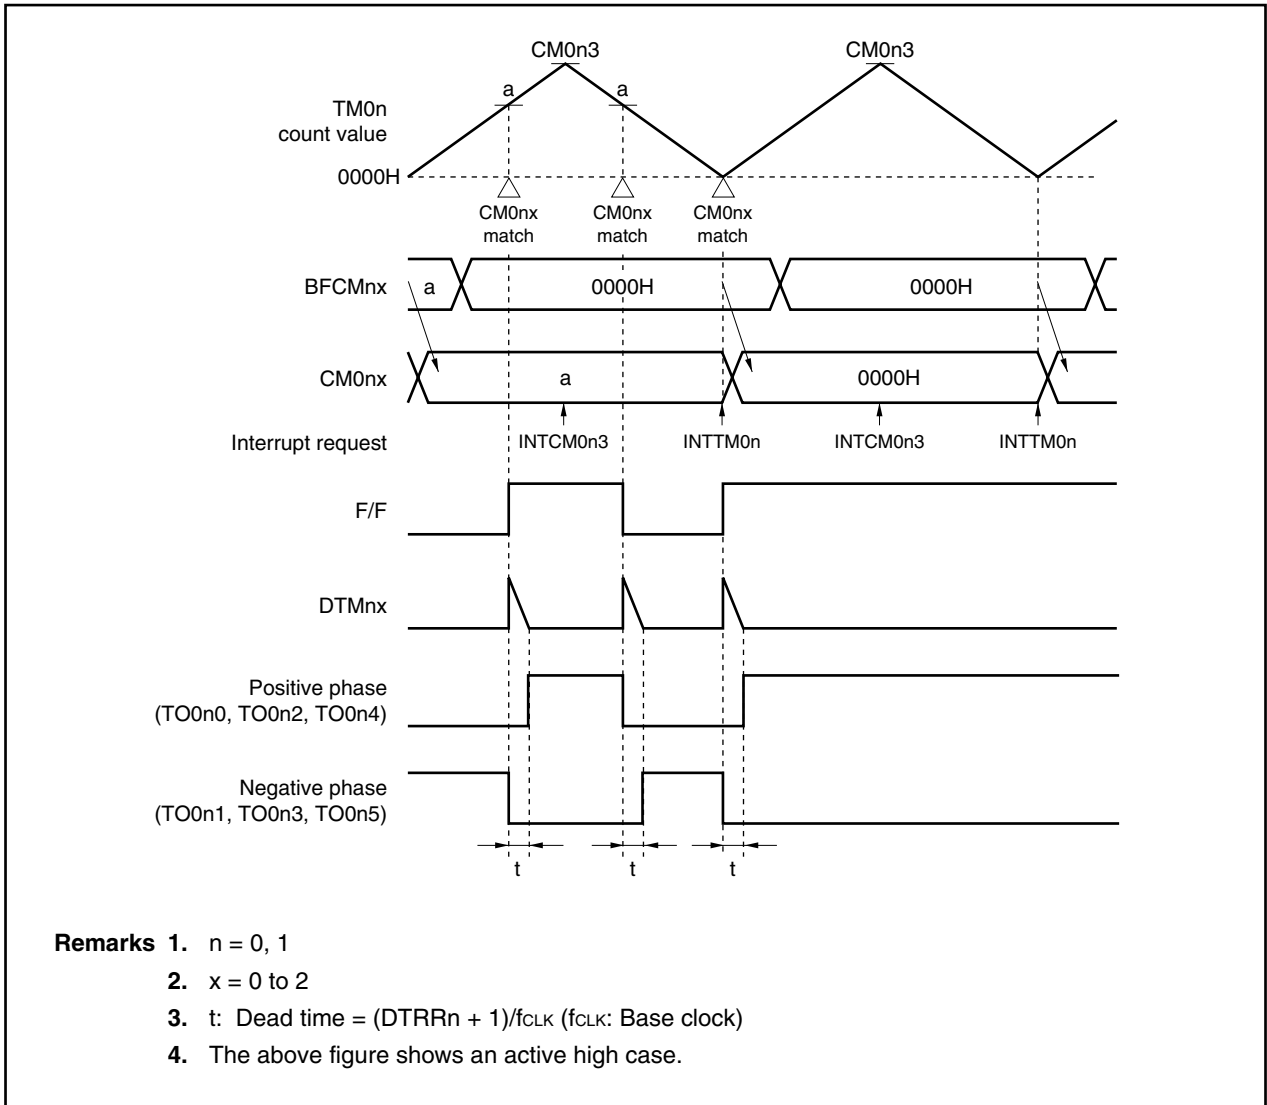 CM0n3 CM0n3
a a
TM0n
count value
0000H
CM0nx match CM0nx match CM0nx match
BFCMnx a 0000H 0000H
CM0nx a 0000H
Interrupt request INTCM0n3 INTTM0n INTCM0n3 INTTM0n
F/F
DTMnx
Positive phase
(TO0n0, TO0n2, TO0n4)
Negative phase
(TO0n1, TO0n3, TO0n5)
t t t
Remarks 1. n = 0, 1
2. x = 0 to 2
3. t: Dead time = (DTRRn + 1)/fCLK (fCLK: Base clock)
4. The above figure shows an active high case.